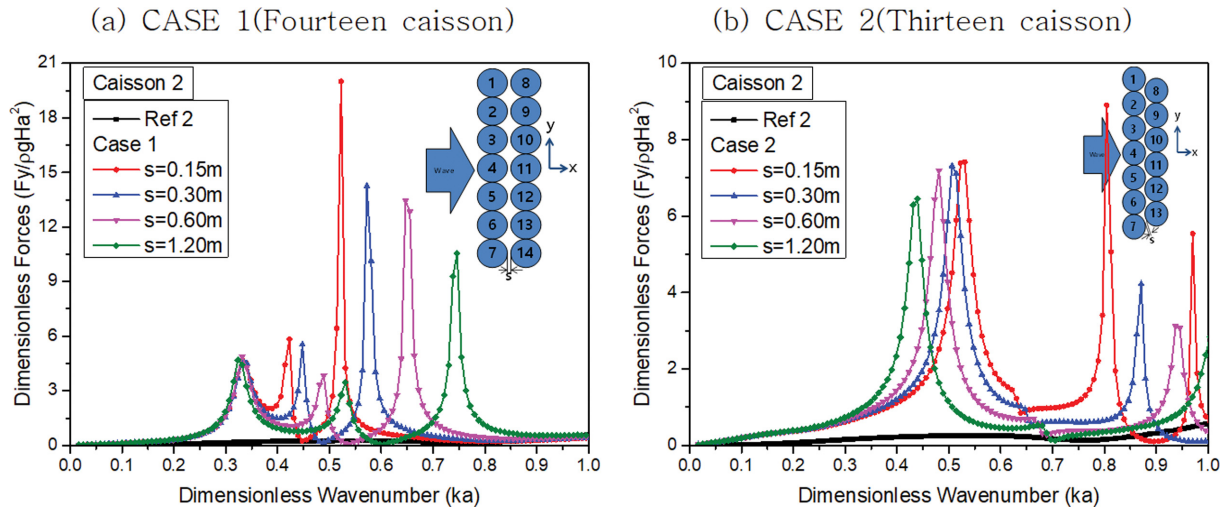 (a) CASE 1(Fourteen caisson)
Caisson 2
Ref 2
Case 1
s=0.15m
s=0.30m
s=0.60m
s=1.20m
Wave
1 8
2 9
3 10
4 11
5 12
6 13
7 14
y
x
s
21
18
15
12
9
6
3
0
0.0 0.1 0.2 0.3 0.4 0.5 0.6 0.7 0.8 0.9 1.0
Dimensionless Forces (Fy/ρgHa²)
Dimensionless Wavenumber (ka)
(b) CASE 2(Thirteen caisson)
Caisson 2
Ref 2
Case 2
s=0.15m
s=0.30m
s=0.60m
s=1.20m
Wave
1
8
2
9
3
10
4
11
5
12
6
13
7
y
x
s
10
8
6
4
2
0
0.0 0.1 0.2 0.3 0.4 0.5 0.6 0.7 0.8 0.9 1.0
Dimensionless Forces (Fy/ρgHa²)
Dimensionless Wavenumber (ka)